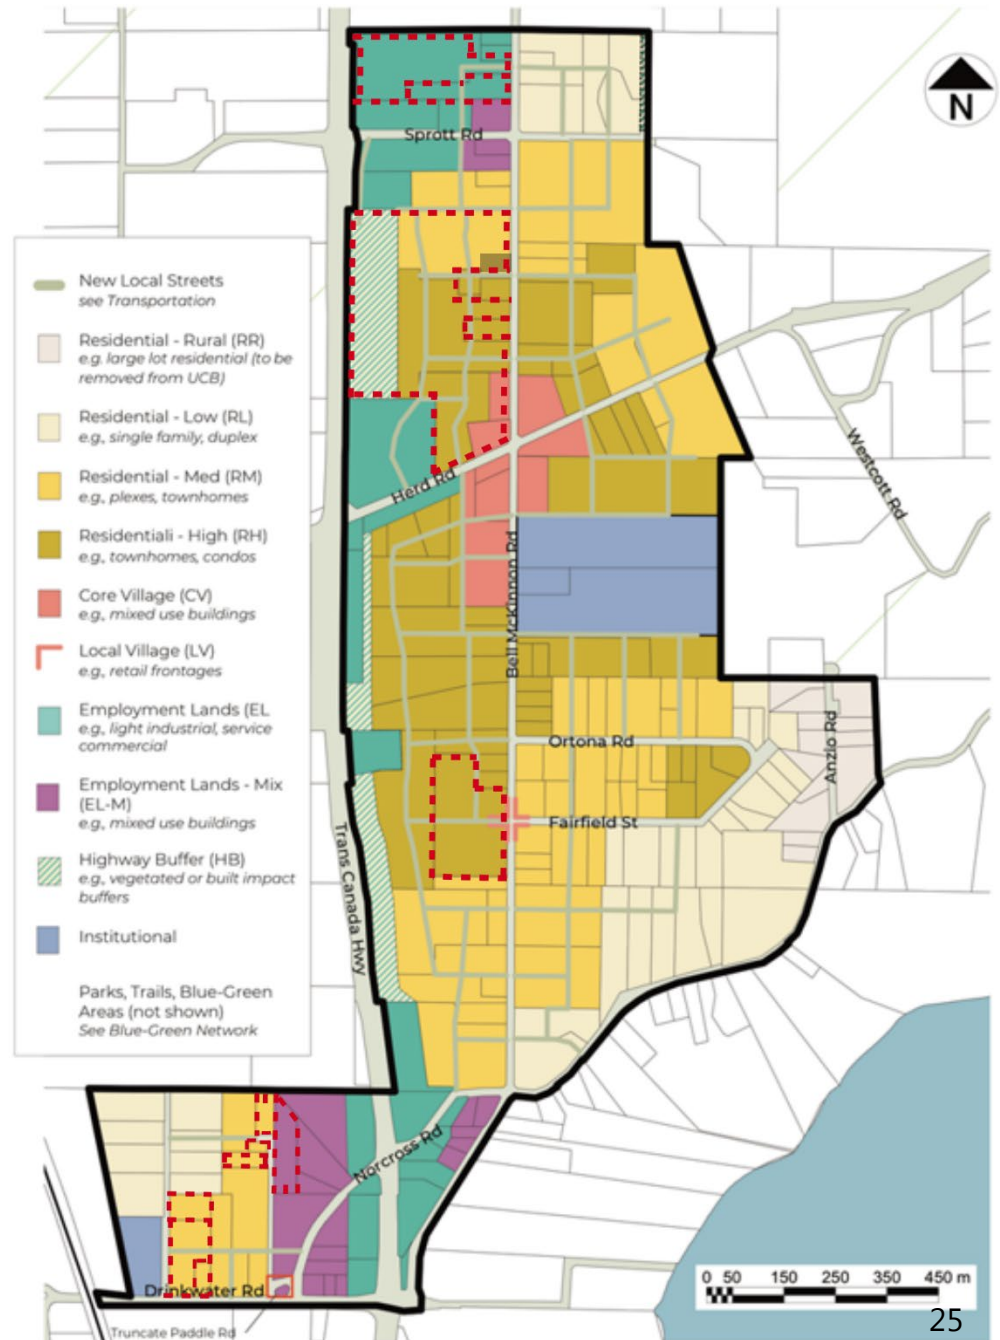 N
Sprott Rd
New Local Streets
see Transportation
Residential - Rural (RR)
e.g. large lot residential (to be
removed from UCB)
Residential - Low (RL)
e.g., single family, duplex
Residential - Med (RM)
e.g., plexes, townhomes
Residentiali - High (RH)
e.g., townhomes, condos
Core Village (CV)
e.g., mixed use buildings
Local Village (LV)
e.g., retail frontages
Employment Lands (EL
e.g., light industrial, service
commercial
Employment Lands - Mix
(EL-M)
e.g., mixed use buildings
Highway Buffer (HB)
e.g., vegetated or built impact
buffers
Institutional
Parks, Trails, Blue-Green
Areas (not shown)
See Blue-Green Network
Herd Rd
Westcott Rd
Bell McKinnon Rd
Ortona Rd
Anzio Rd
Fairfield St
Trans Canada Hwy
Norcross Rd
Drinkwater Rd
Truncate Paddle Rd
0 50 150 250 350 450 m
25